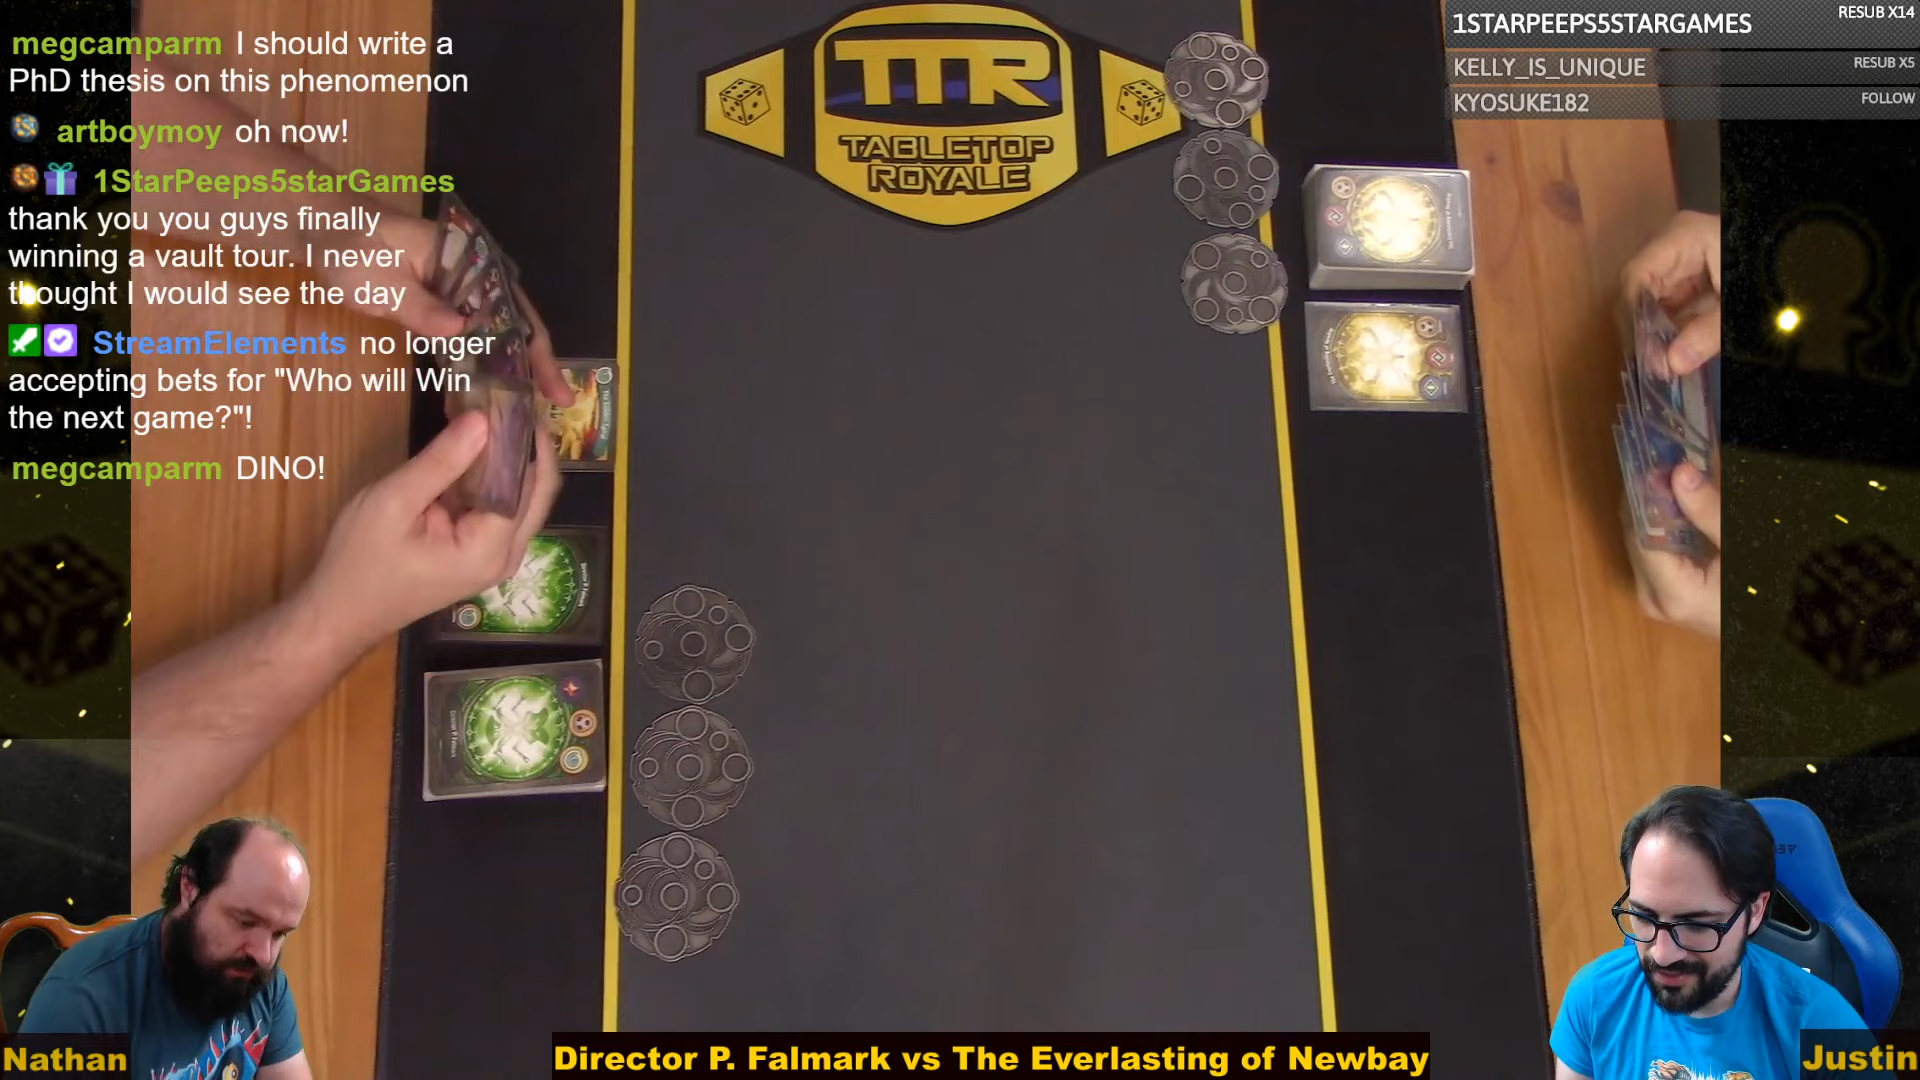 megcamparm I should write a
PhD thesis on this phenomenon
artboymoy oh now!
1StarPeeps5starGames
thank you you guys finally
winning a vault tour. I never
thought I would see the day
StreamElements no longer
accepting bets for "Who will Win
the next game?"!
megcamparm DINO!
TTR
TABLETOP
ROYALE
1STARPEEPS5STARGAMES RESUB X14
KELLY_IS_UNIQUE RESUB X5
KYOSUKE182 FOLLOW
Director P. Falmark
Nathan
Director P. Falmark vs The Everlasting of Newbay
Justin